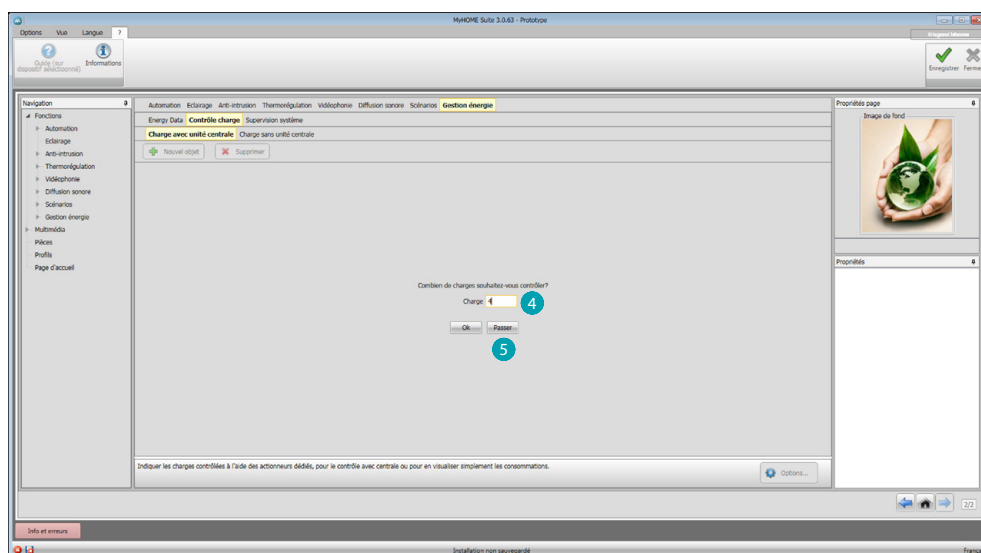 MyHOME Suite 3.0.63 - Prototype
Options Vue Langue ?
Guide (sur dispositif sélectionné)
Informations
Enregistrer Ferme
Navigation
Fonctions
Automation
Eclairage
Anti-intrusion
Thermorégulation
Vidéophonie
Diffusion sonore
Scénarios
Gestion énergie
Multimédia
Pièces
Profils
Page d'accueil
Automation Eclairage Anti-intrusion Thermorégulation Vidéophonie Diffusion sonore Scénarios Gestion énergie
Energy Data Contrôle charge Supervision système
Charge avec unité centrale Charge sans unité centrale
Nouvel objet Supprimer
Combien de charges souhaitez-vous contrôler?
Charge 4
4
Ok Passer
5
Indiquer les charges contrôlées à l'aide des actionneurs dédiés, pour le contrôle avec centrale ou pour en visualiser simplement les consommations.
Options...
Propriétés page
Image de fond
Propriétés
2/2
Info et erreurs
Installation non sauvegardé
França